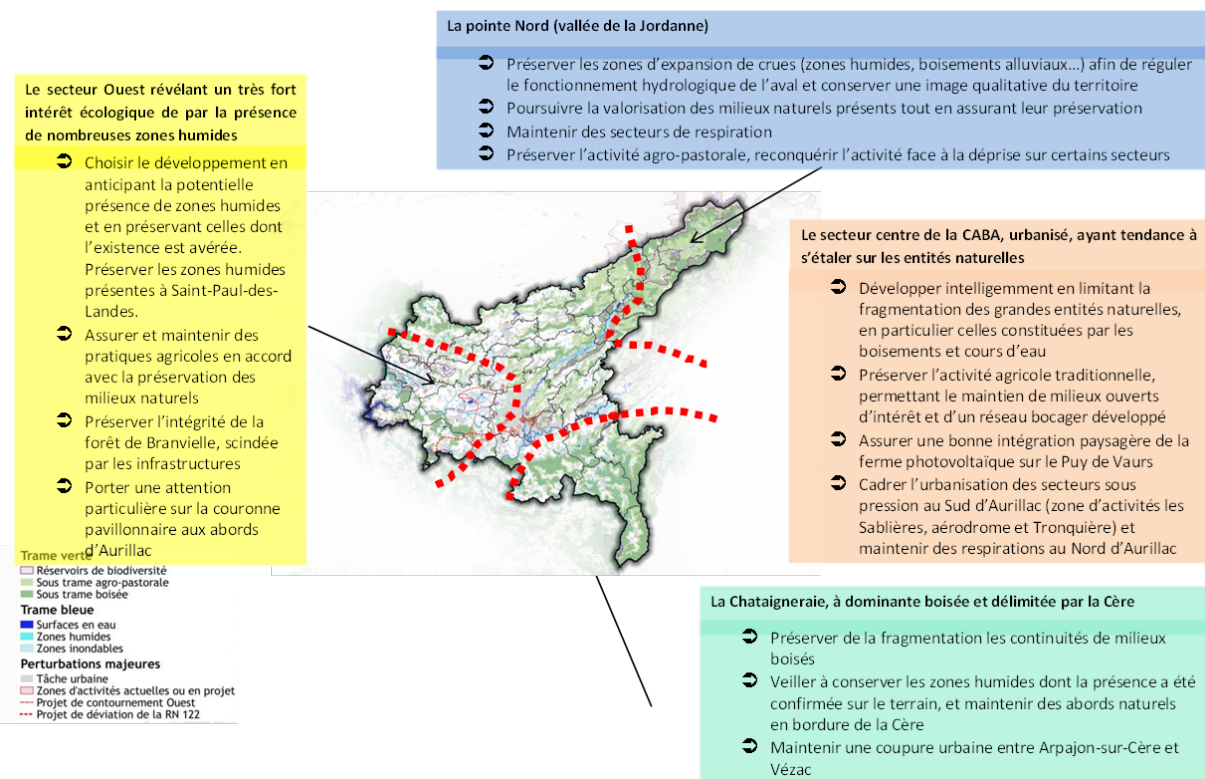 La pointe Nord (vallée de la Jordanne)
➲ Préserver les zones d'expansion de crues (zones humides, boisements alluviaux...) afin de réguler
le fonctionnement hydrologique de l'aval et conserver une image qualitative du territoire
➲ Poursuivre la valorisation des milieux naturels présents tout en assurant leur préservation
➲ Maintenir des secteurs de respiration
➲ Préserver l'activité agro-pastorale, reconquérir l'activité face à la déprise sur certains secteurs
Le secteur Ouest révélant un très fort
intérêt écologique de par la présence
de nombreuses zones humides
➲ Choisir le développement en
anticipant la potentielle
présence de zones humides
et en préservant celles dont
l'existence est avérée.
Préserver les zones humides
présentes à Saint-Paul-des-
Landes.
➲ Assurer et maintenir des
pratiques agricoles en accord
avec la préservation des
milieux naturels
➲ Préserver l'intégrité de la
forêt de Branvielle, scindée
par les infrastructures
➲ Porter une attention
particulière sur la couronne
pavillonnaire aux abords
d'Aurillac
Le secteur centre de la CABA, urbanisé, ayant tendance à
s'étaler sur les entités naturelles
➲ Développer intelligemment en limitant la
fragmentation des grandes entités naturelles,
en particulier celles constituées par les
boisements et cours d'eau
➲ Préserver l'activité agricole traditionnelle,
permettant le maintien de milieux ouverts
d'intérêt et d'un réseau bocager développé
➲ Assurer une bonne intégration paysagère de la
ferme photovoltaïque sur le Puy de Vaurs
➲ Cadrer l'urbanisation des secteurs sous
pression au Sud d'Aurillac (zone d'activités les
Sablières, aérodrome et Tronquière) et
maintenir des respirations au Nord d'Aurillac
Trame verte
Réservoirs de biodiversité
Sous trame agro-pastorale
Sous trame boisée
Trame bleue
Surfaces en eau
Zones humides
Zones inondables
Perturbations majeures
Tâche urbaine
Zones d'activités actuelles ou en projet
Projet de contournement Ouest
Projet de déviation de la RN 122
La Chataigneraie, à dominante boisée et délimitée par la Cère
➲ Préserver de la fragmentation les continuités de milieux
boisés
➲ Veiller à conserver les zones humides dont la présence a été
confirmée sur le terrain, et maintenir des abords naturels
en bordure de la Cère
➲ Maintenir une coupure urbaine entre Arpajon-sur-Cère et
Vézac